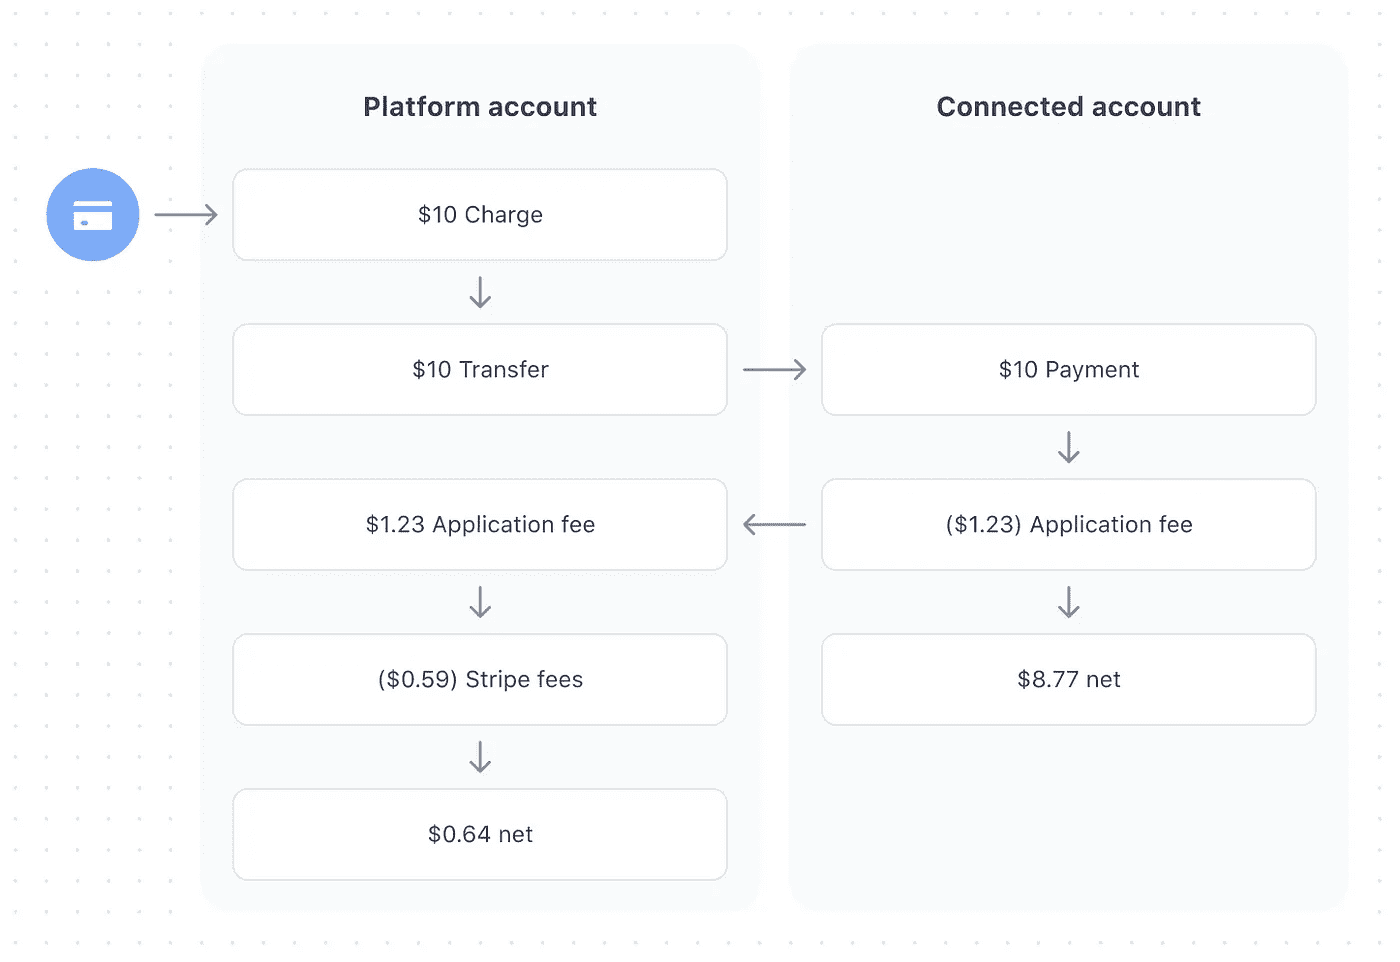 Platform account
Connected account
$10 Charge
$10 Transfer
$10 Payment
$1.23 Application fee
($1.23) Application fee
($0.59) Stripe fees
$8.77 net
$0.64 net